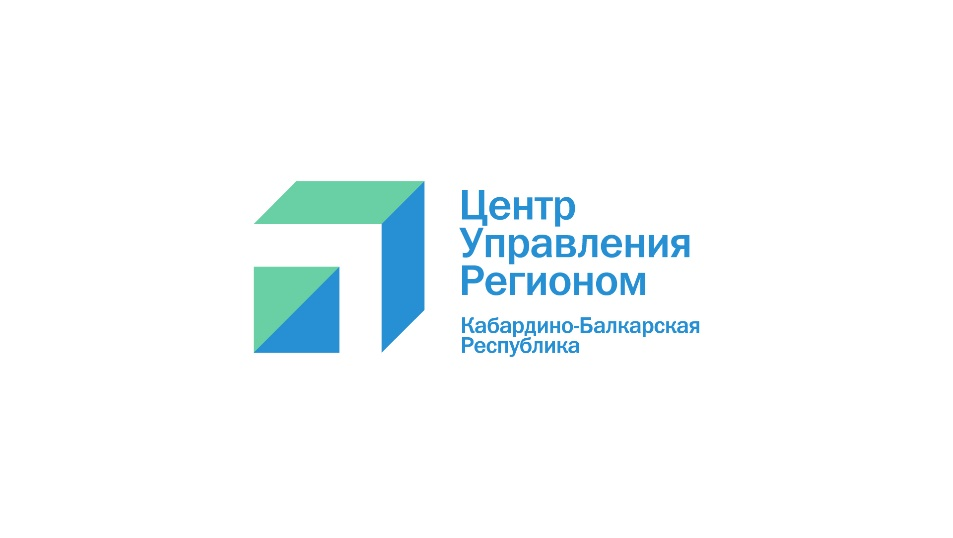 Центр
Управления
Регионом
Кабардино-Балкарская
Республика